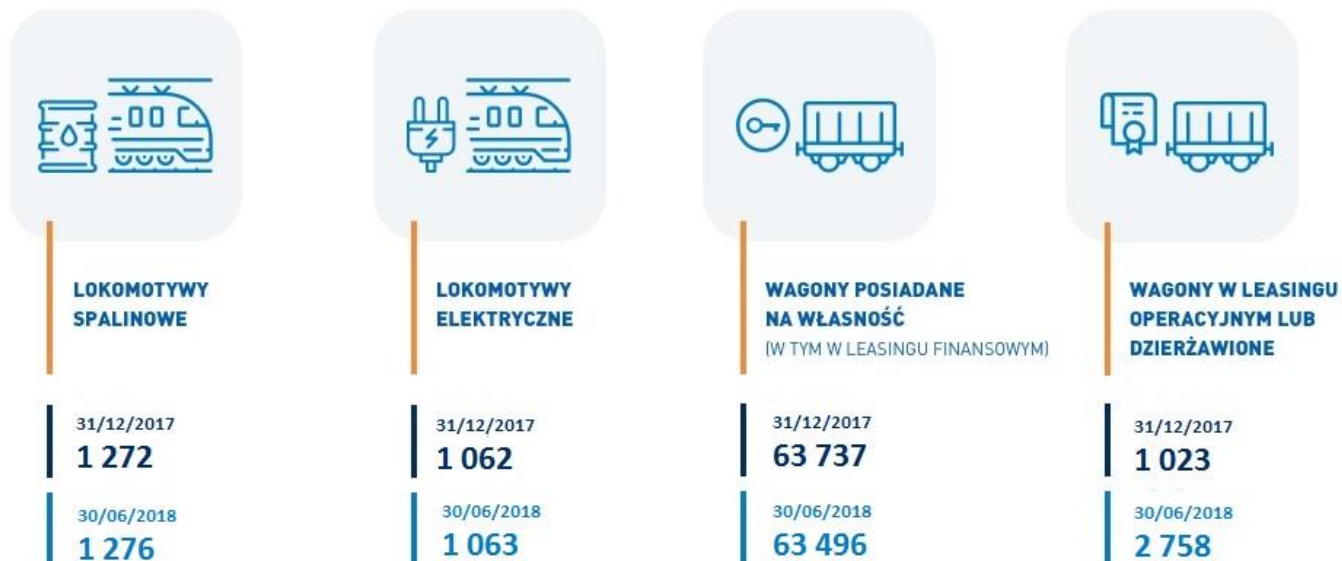 LOKOMOTYWY
SPALINOWE
31/12/2017
1 272
30/06/2018
1 276
LOKOMOTYWY
ELEKTRYCZNE
31/12/2017
1 062
30/06/2018
1 063
WAGONY POSIADANE
NA WŁASNOŚĆ
(W TYM W LEASINGU FINANSOWYM)
31/12/2017
63 737
30/06/2018
63 496
WAGONY W LEASINGU
OPERACYJNYM LUB
DZIERŻAWIONE
31/12/2017
1 023
30/06/2018
2 758